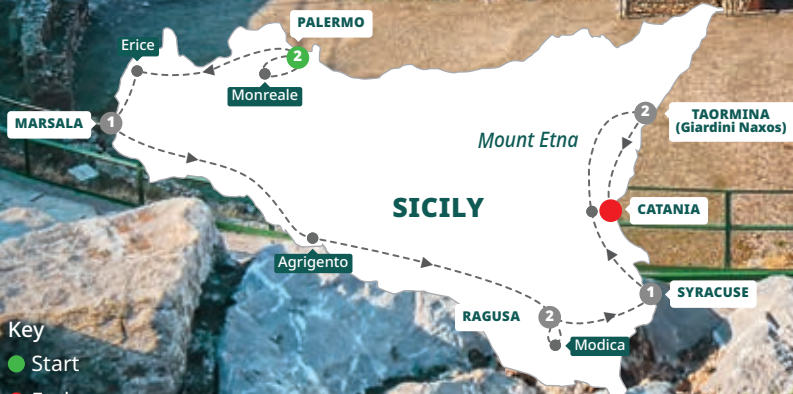 PALERMO
2
Erice
Monreale
MARSALA
1
2
TAORMINA
(Giardini Naxos)
Mount Etna
SICILY
CATANIA
Agrigento
SYRACUSE
1
RAGUSA
2
Modica
Key
Start